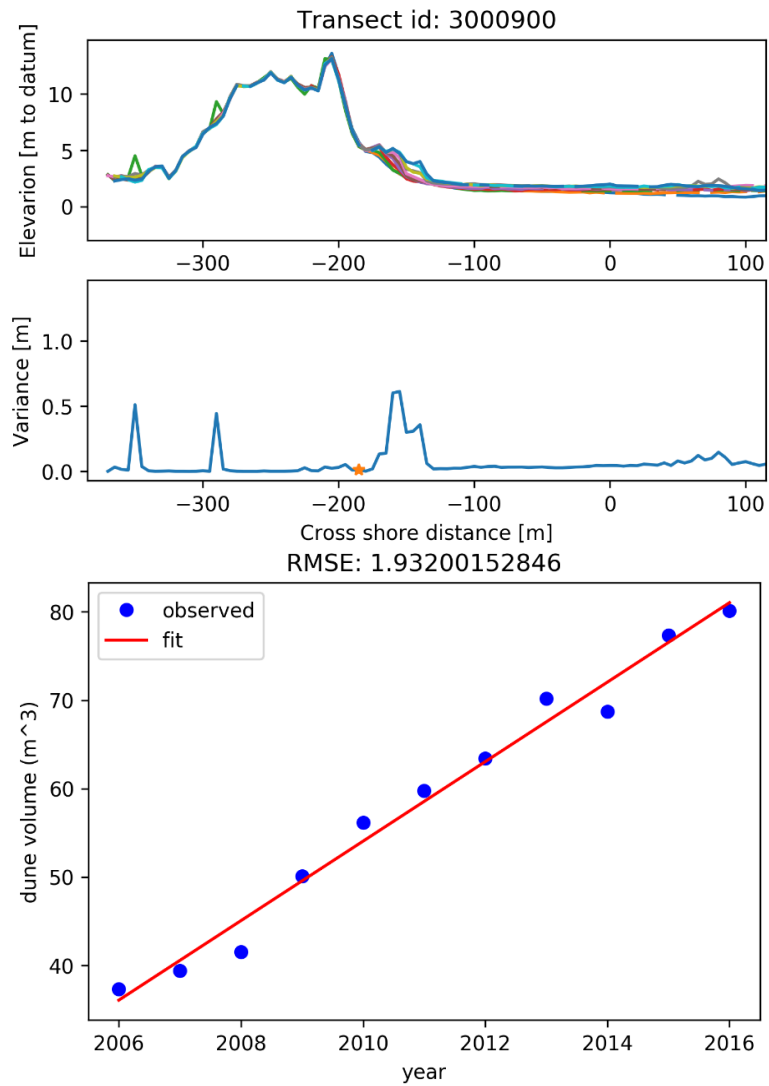 Transect id: 3000900
Elevarion [m to datum]
10
5
0
−300 −200 −100 0 100
Variance [m]
1.0
0.5
0.0
−300 −200 −100 0 100
Cross shore distance [m]
RMSE: 1.93200152846
dune volume (m^3)
observed
fit
80
70
60
50
40
2006 2008 2010 2012 2014 2016
year